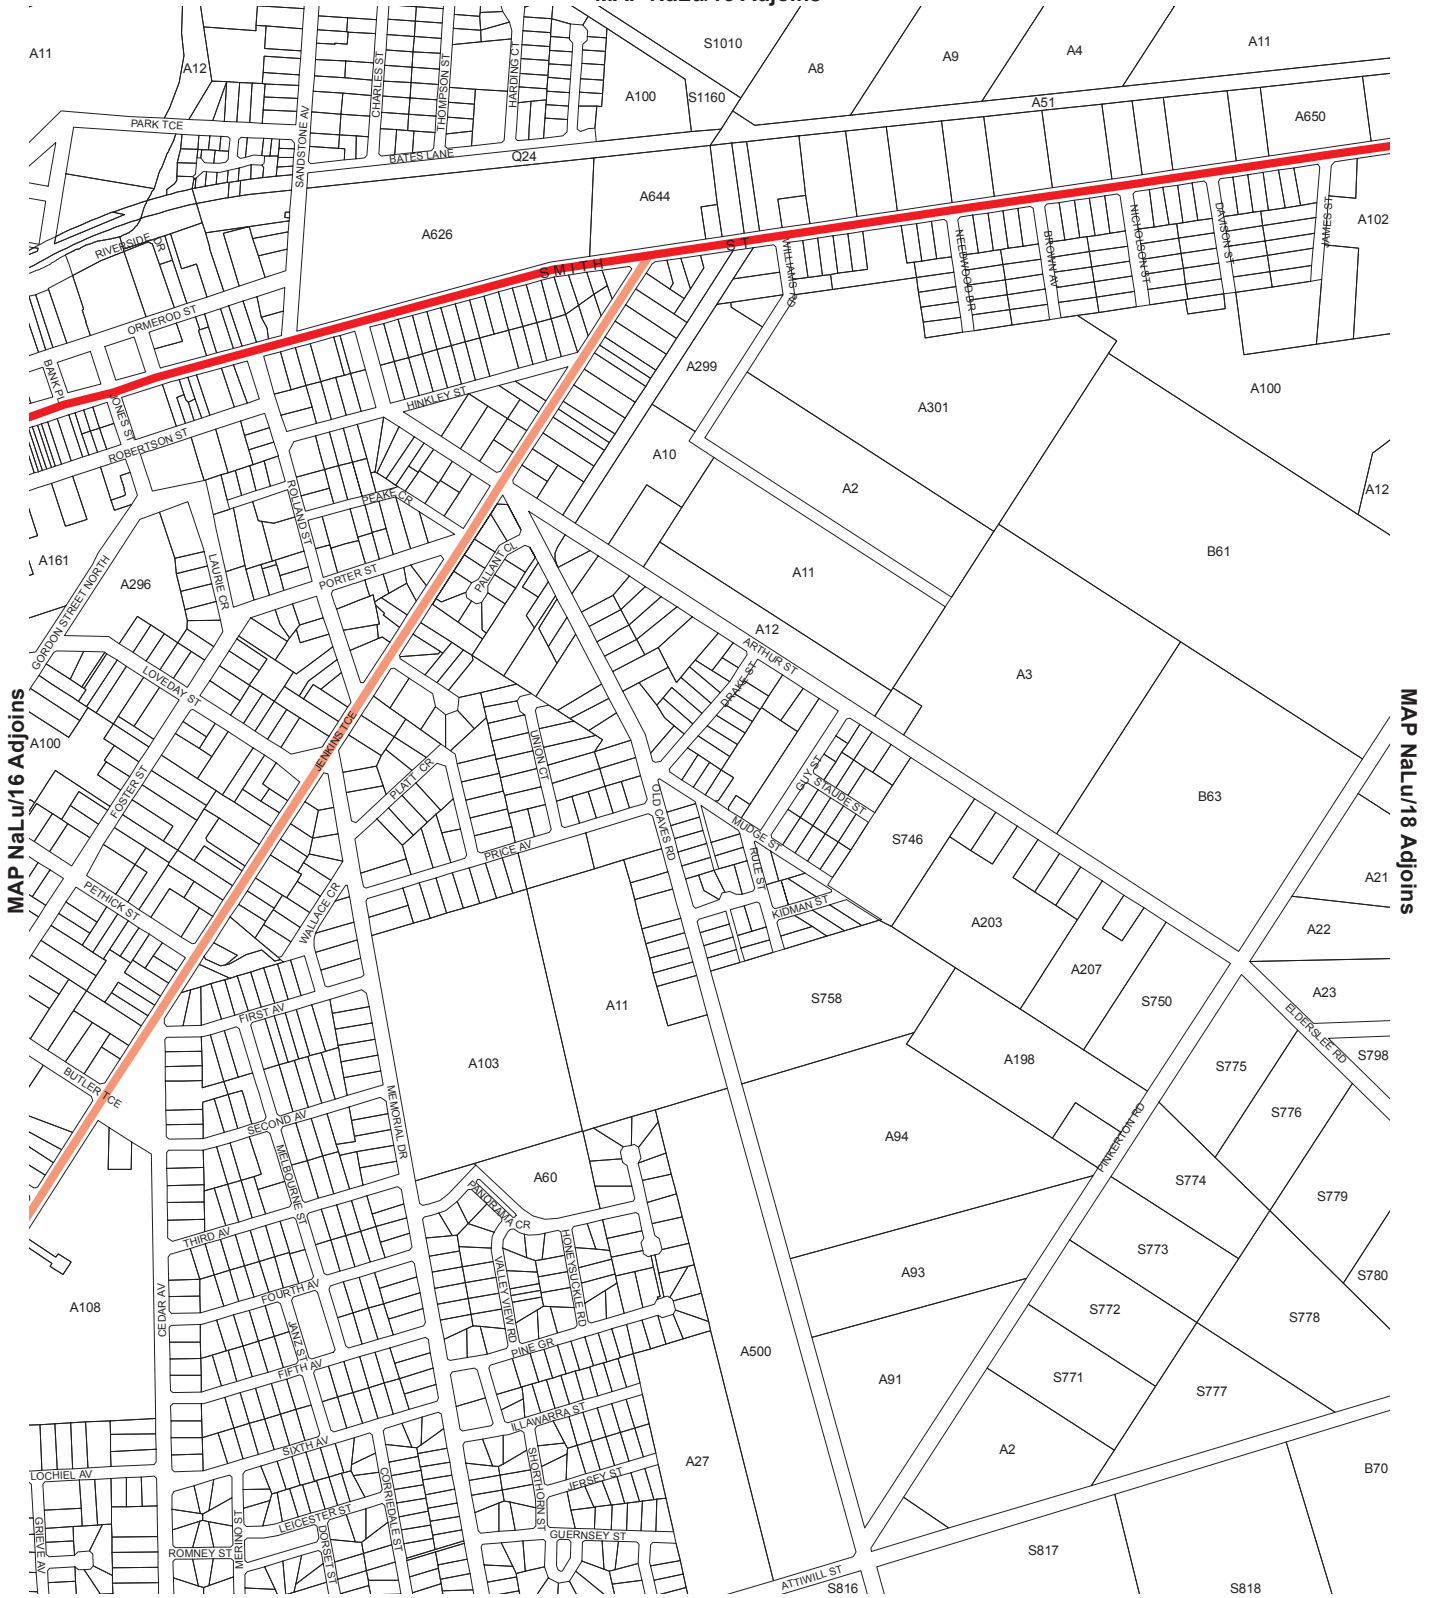 A11
A12
CHARLES ST
THOMPSON ST
HARDING CT
A100
S1160
S1010
A8
A9
A4
A11
A51
A650
PARK TCE
SANDSTONE AV
BATES LANE
Q24
A644
A626
RIVERSIDE DR
ORMEROD ST
SMITH ST
WILLIAMS RD
NEEDWOOD DR
BROWN AV
NICHOLSON ST
DAVISON ST
JAMES ST
A102
BANK PL
JONES ST
ROBERTSON ST
HINKLEY ST
A299
A301
A100
A10
A2
A12
ROLLAND ST
PEAKE CR
A161
A296
LAURIE CR
GORDON STREET NORTH
PORTER ST
PALLANT CL
A11
B61
A12
ARTHUR ST
A3
LOVEDAY ST
DRAKE ST
MAP NaLu/16 Adjoins
MAP NaLu/18 Adjoins
A100
JENKINS TCE
PLATT CR
UNION CT
FOSTER ST
OLD CAVES RD
GUY ST
STAUDE ST
MUDGE ST
S746
B63
PRICE AV
RULE ST
KIDMAN ST
A21
PETHICK ST
WALLACE CR
A203
A22
A207
S750
A23
A11
S758
ELDERSLEE RD
FIRST AV
A103
A198
S775
S798
BUTLER TCE
SECOND AV
MEMORIAL DR
A94
PINKERTON RD
S776
MELBOURNE ST
A60
PANORAMA CR
S774
S779
THIRD AV
VALLEY VIEW RD
HONEYSUCKLE RD
S773
A93
S780
A108
CEDAR AV
FOURTH AV
JANZ ST
PINE GR
S772
S778
A500
FIFTH AV
A91
S771
S777
ILLAWARRA ST
SIXTH AV
A2
LOCHIEL AV
SHORTHORN ST
JERSEY ST
A27
B70
GRIEVE AV
MERINO ST
LEICESTER ST
CORRIEDALE ST
GUERNSEY ST
ROMNEY ST
DORSET ST
S817
ATTIWILL ST
S816
S818